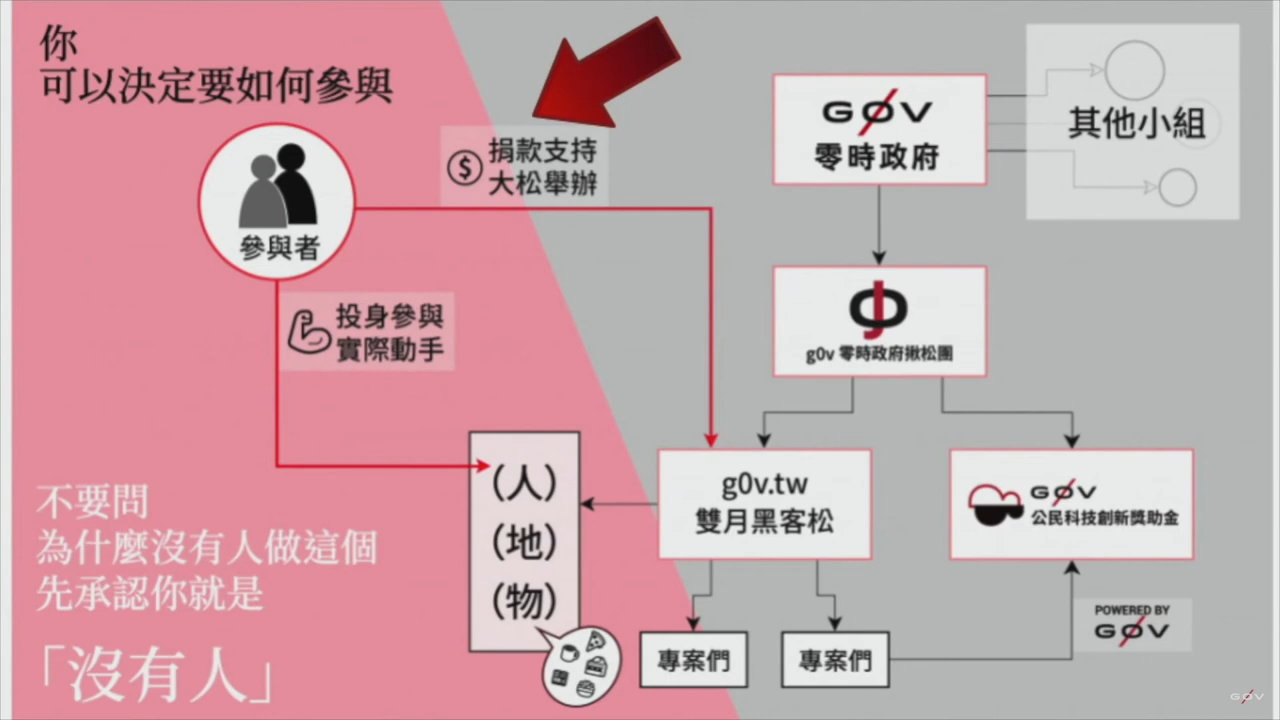 你
可以決定要如何參與
參與者
$
捐款支持
大松舉辦
投身參與
實際動手
G0V
零時政府
其他小組
g0v 零時政府揪松團
g0v.tw
雙月黑客松
G0V
公民科技創新獎助金
(人)
(地)
(物)
專案們
專案們
POWERED BY
G0V
不要問
為什麼沒有人做這個
先承認你就是
「沒有人」
G0V